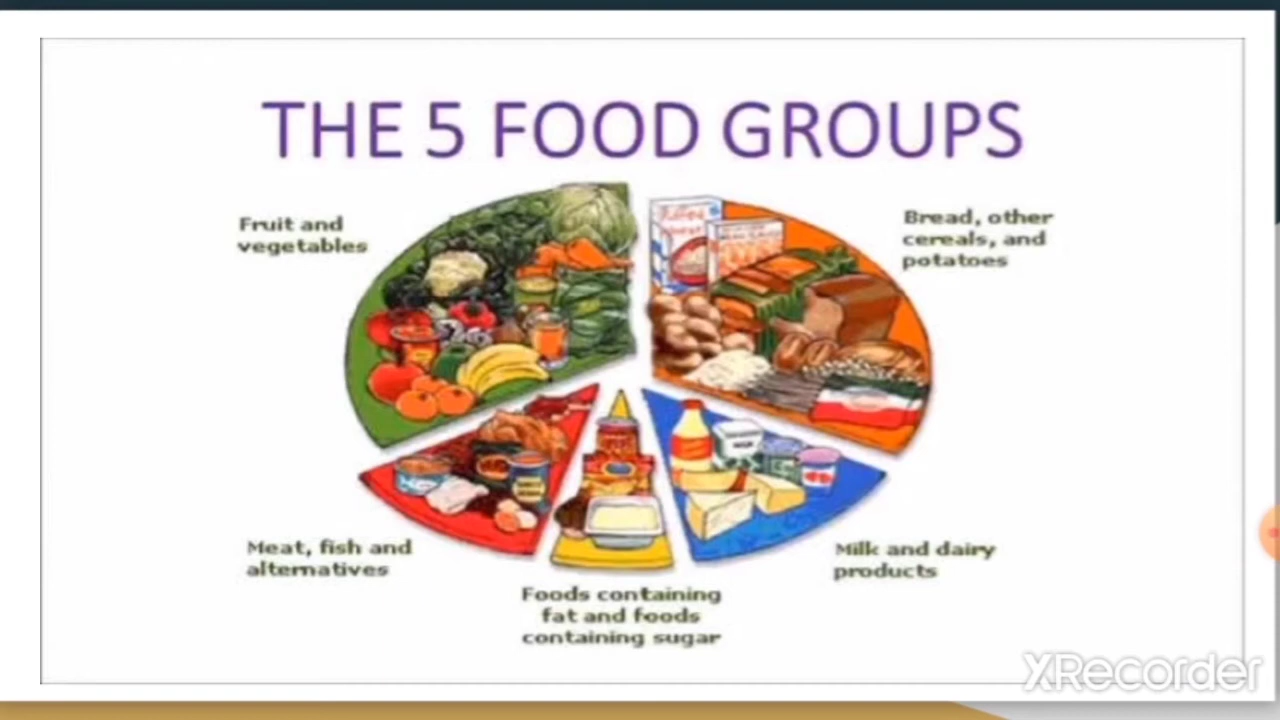 THE 5 FOOD GROUPS
Fruit and
vegetables
Bread, other
cereals, and
potatoes
Meat, fish and
alternatives
Milk and dairy
products
Foods containing
fat and foods
containing sugar
XRecorder